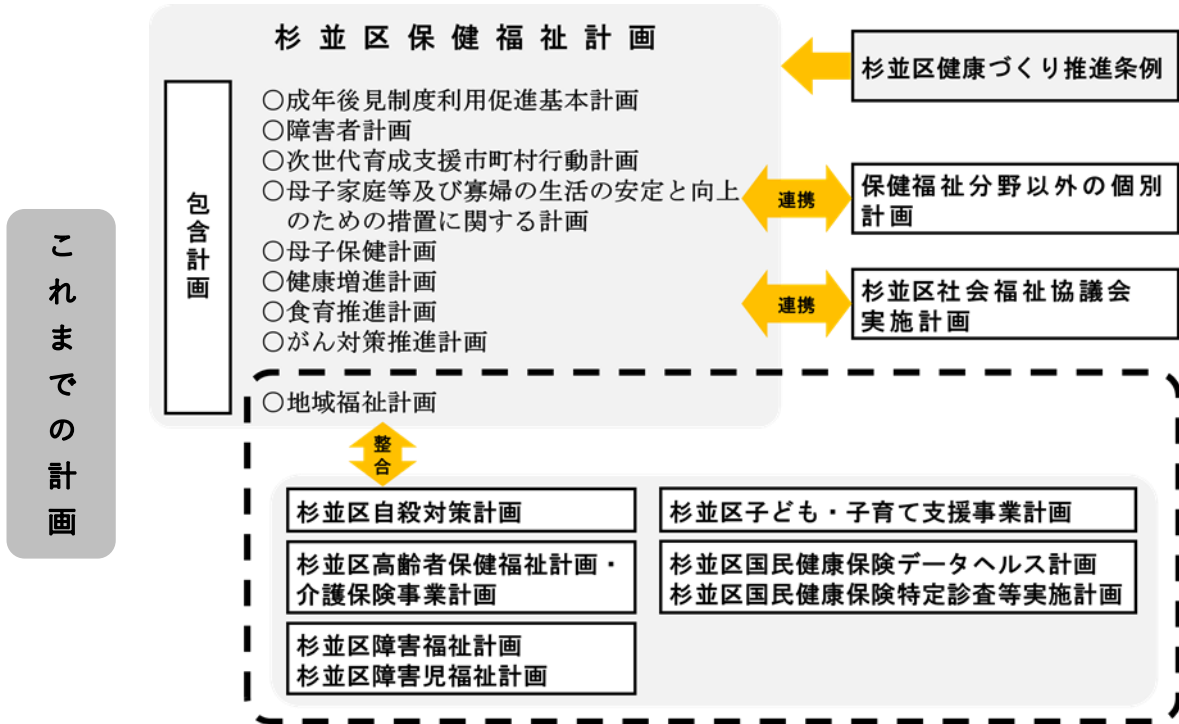 これまでの計画
杉並区保健福祉計画
包含計画
○成年後見制度利用促進基本計画
○障害者計画
○次世代育成支援市町村行動計画
○母子家庭等及び寡婦の生活の安定と向上
のための措置に関する計画
○母子保健計画
○健康増進計画
○食育推進計画
○がん対策推進計画
○地域福祉計画
杉並区健康づくり推進条例
連携
保健福祉分野以外の個別
計画
連携
杉並区社会福祉協議会
実施計画
整
合
杉並区自殺対策計画
杉並区高齢者保健福祉計画・
介護保険事業計画
杉並区障害福祉計画
杉並区障害児福祉計画
杉並区子ども・子育て支援事業計画
杉並区国民健康保険データヘルス計画
杉並区国民健康保険特定診査等実施計画